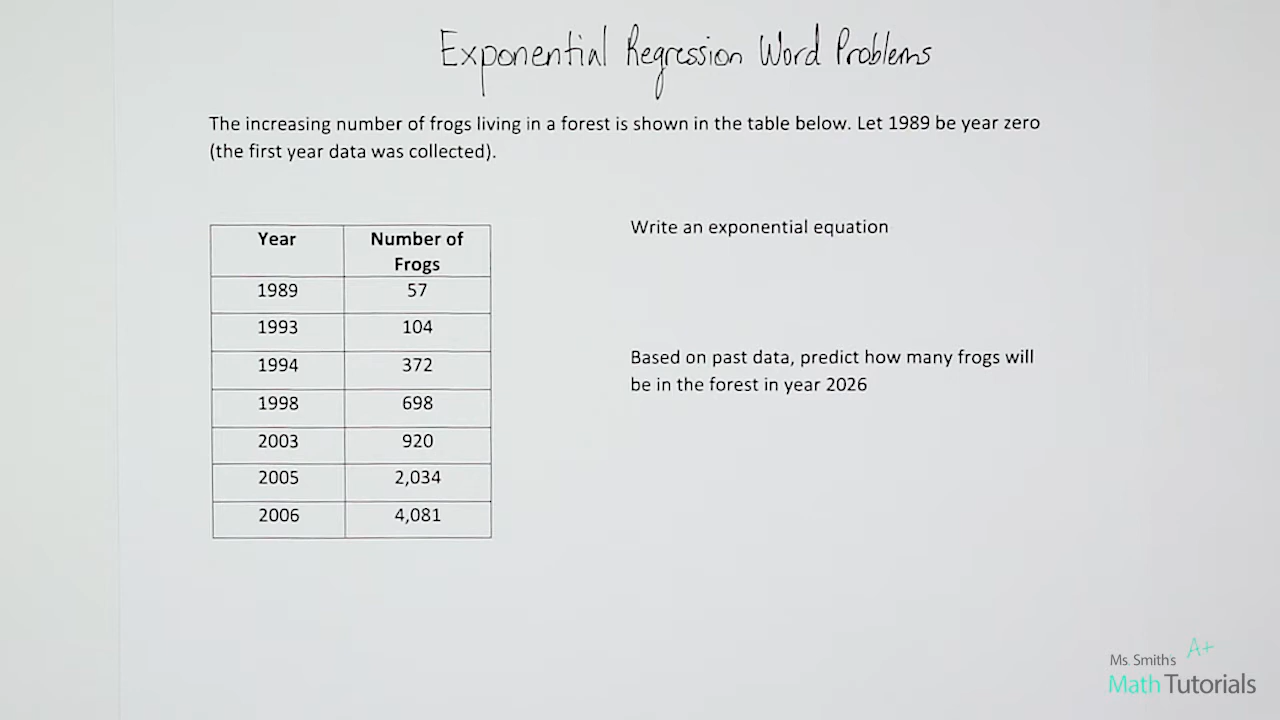 Exponential Regression Word Problems
The increasing number of frogs living in a forest is shown in the table below. Let 1989 be year zero
(the first year data was collected).
Write an exponential equation
Year Number of
Frogs
1989 57
1993 104
1994 372
1998 698
2003 920
2005 2,034
2006 4,081
Based on past data, predict how many frogs will
be in the forest in year 2026
Ms. Smith's A+
Math Tutorials